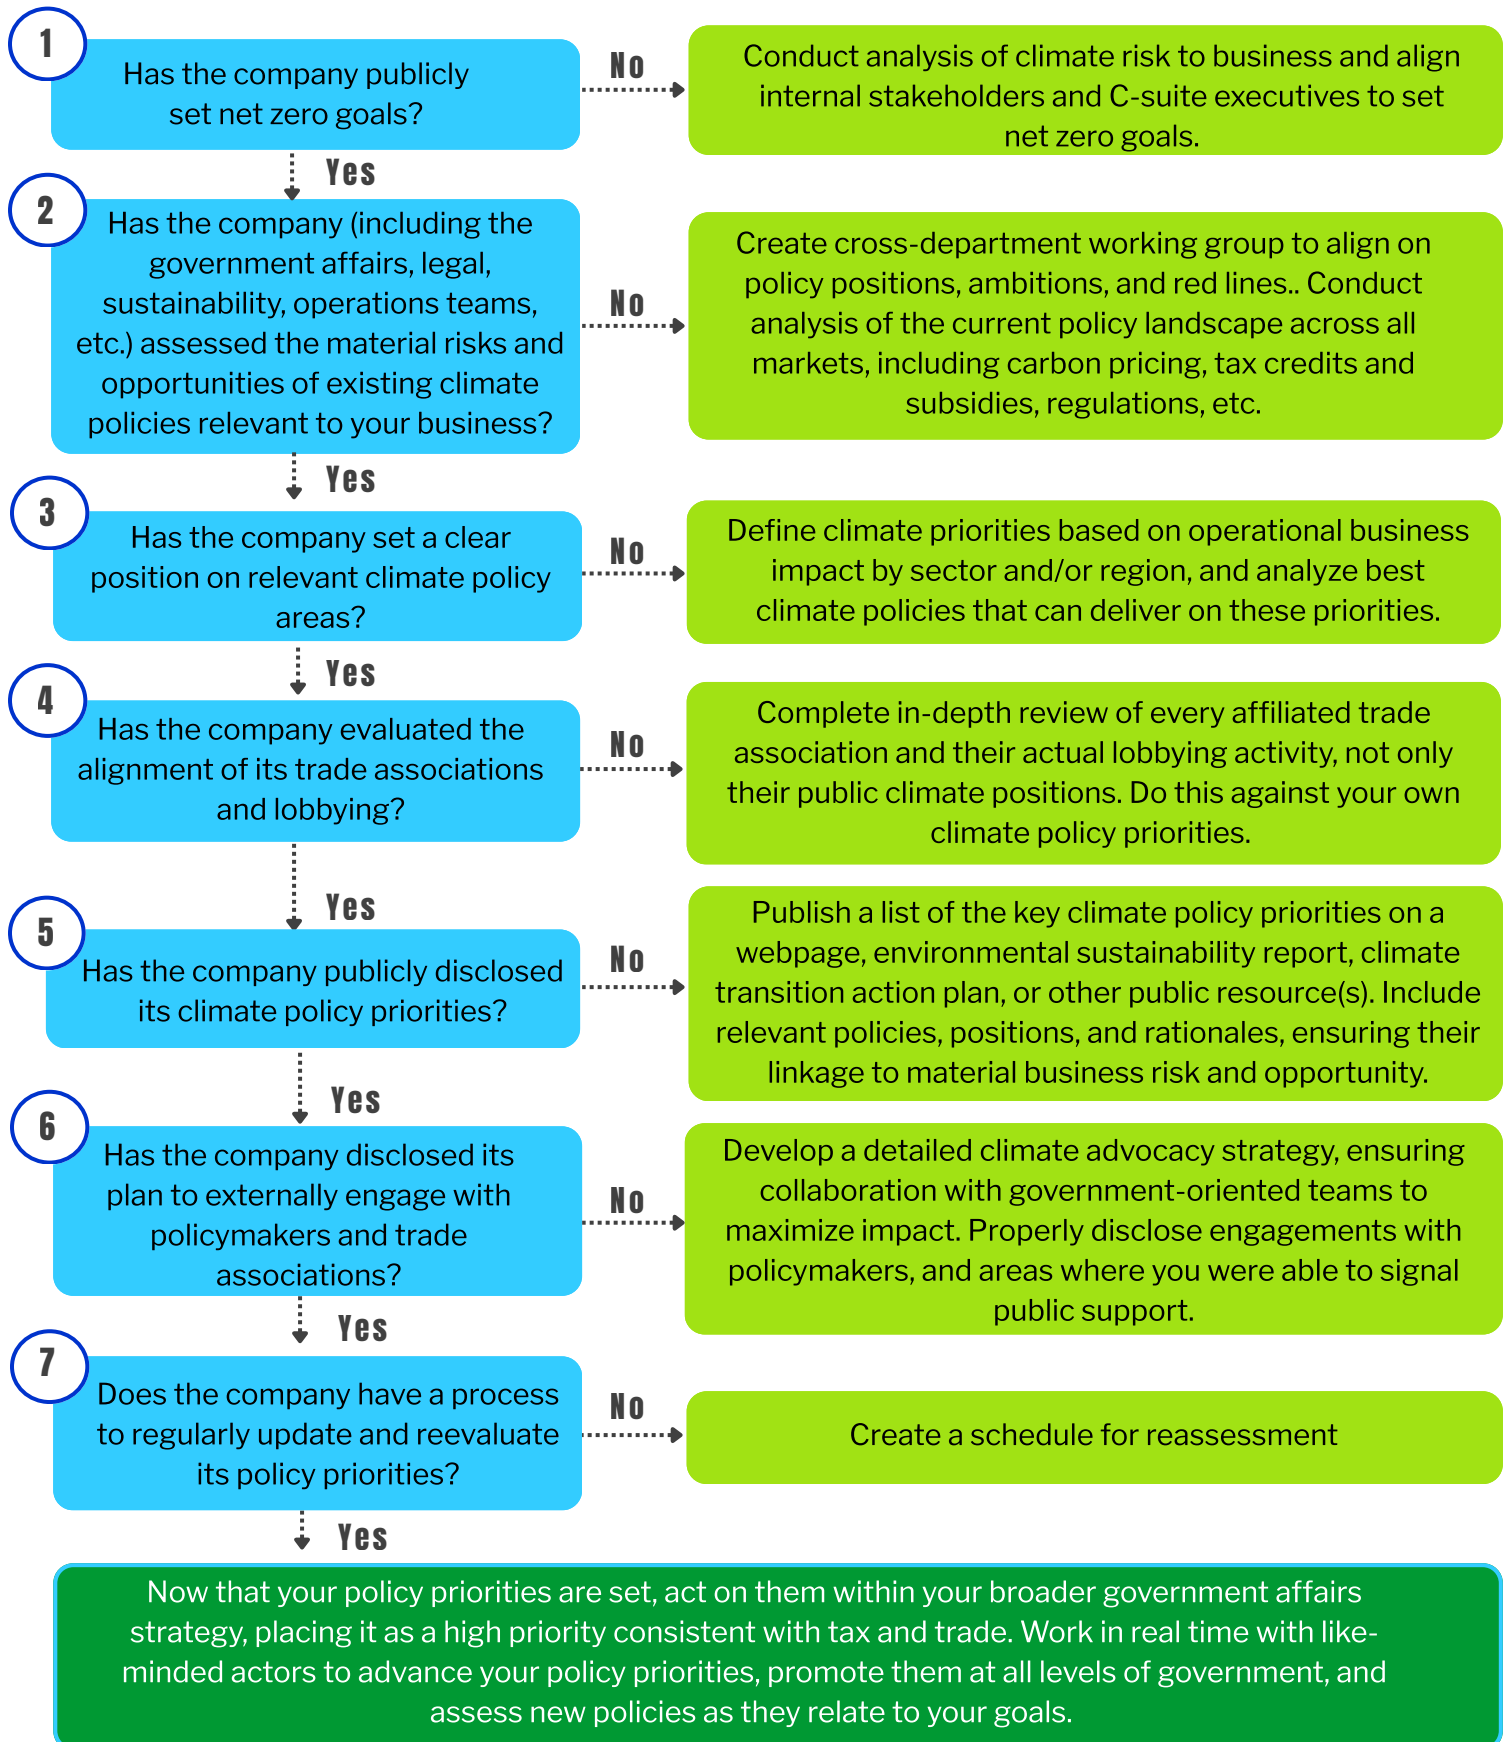 1
Has the company publicly
set net zero goals?
No
Conduct analysis of climate risk to business and align
internal stakeholders and C-suite executives to set
net zero goals.
Yes
2
Has the company (including the
government affairs, legal,
sustainability, operations teams,
etc.) assessed the material risks and
opportunities of existing climate
policies relevant to your business?
No
Create cross-department working group to align on
policy positions, ambitions, and red lines.. Conduct
analysis of the current policy landscape across all
markets, including carbon pricing, tax credits and
subsidies, regulations, etc.
Yes
3
Has the company set a clear
position on relevant climate policy
areas?
No
Define climate priorities based on operational business
impact by sector and/or region, and analyze best
climate policies that can deliver on these priorities.
Yes
4
Has the company evaluated the
alignment of its trade associations
and lobbying?
No
Complete in-depth review of every affiliated trade
association and their actual lobbying activity, not only
their public climate positions. Do this against your own
climate policy priorities.
Yes
5
Has the company publicly disclosed
its climate policy priorities?
No
Publish a list of the key climate policy priorities on a
webpage, environmental sustainability report, climate
transition action plan, or other public resource(s). Include
relevant policies, positions, and rationales, ensuring their
linkage to material business risk and opportunity.
Yes
6
Has the company disclosed its
plan to externally engage with
policymakers and trade
associations?
No
Develop a detailed climate advocacy strategy, ensuring
collaboration with government-oriented teams to
maximize impact. Properly disclose engagements with
policymakers, and areas where you were able to signal
public support.
Yes
7
Does the company have a process
to regularly update and reevaluate
its policy priorities?
No
Create a schedule for reassessment
Yes
Now that your policy priorities are set, act on them within your broader government affairs
strategy, placing it as a high priority consistent with tax and trade. Work in real time with like-
minded actors to advance your policy priorities, promote them at all levels of government, and
assess new policies as they relate to your goals.